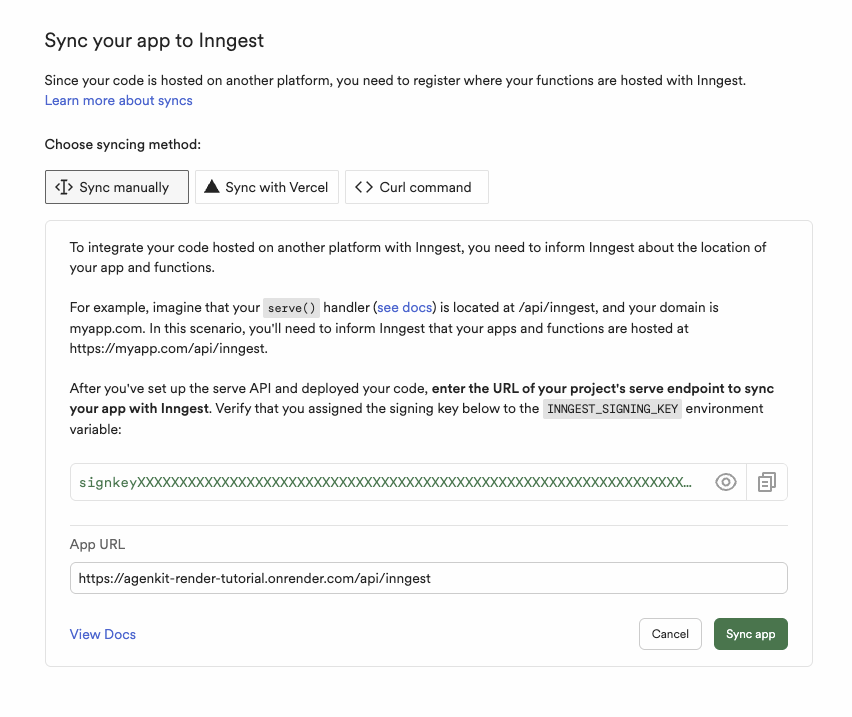 Sync your app to Inngest
Since your code is hosted on another platform, you need to register where your functions are hosted with Inngest.
Learn more about syncs
Choose syncing method:
Sync manually
Sync with Vercel
Curl command
To integrate your code hosted on another platform with Inngest, you need to inform Inngest about the location of
your app and functions.
For example, imagine that your serve() handler (see docs) is located at /api/inngest, and your domain is
myapp.com. In this scenario, you'll need to inform Inngest that your apps and functions are hosted at
https://myapp.com/api/inngest.
After you've set up the serve API and deployed your code, enter the URL of your project's serve endpoint to sync
your app with Inngest. Verify that you assigned the signing key below to the INNGEST_SIGNING_KEY environment
variable:
signkeyXXXXXXXXXXXXXXXXXXXXXXXXXXXXXXXXXXXXXXXXXXXXXXXXXXXXXXXXXXXXXXXXX…
App URL
https://agenkit-render-tutorial.onrender.com/api/inngest
View Docs
Cancel
Sync app